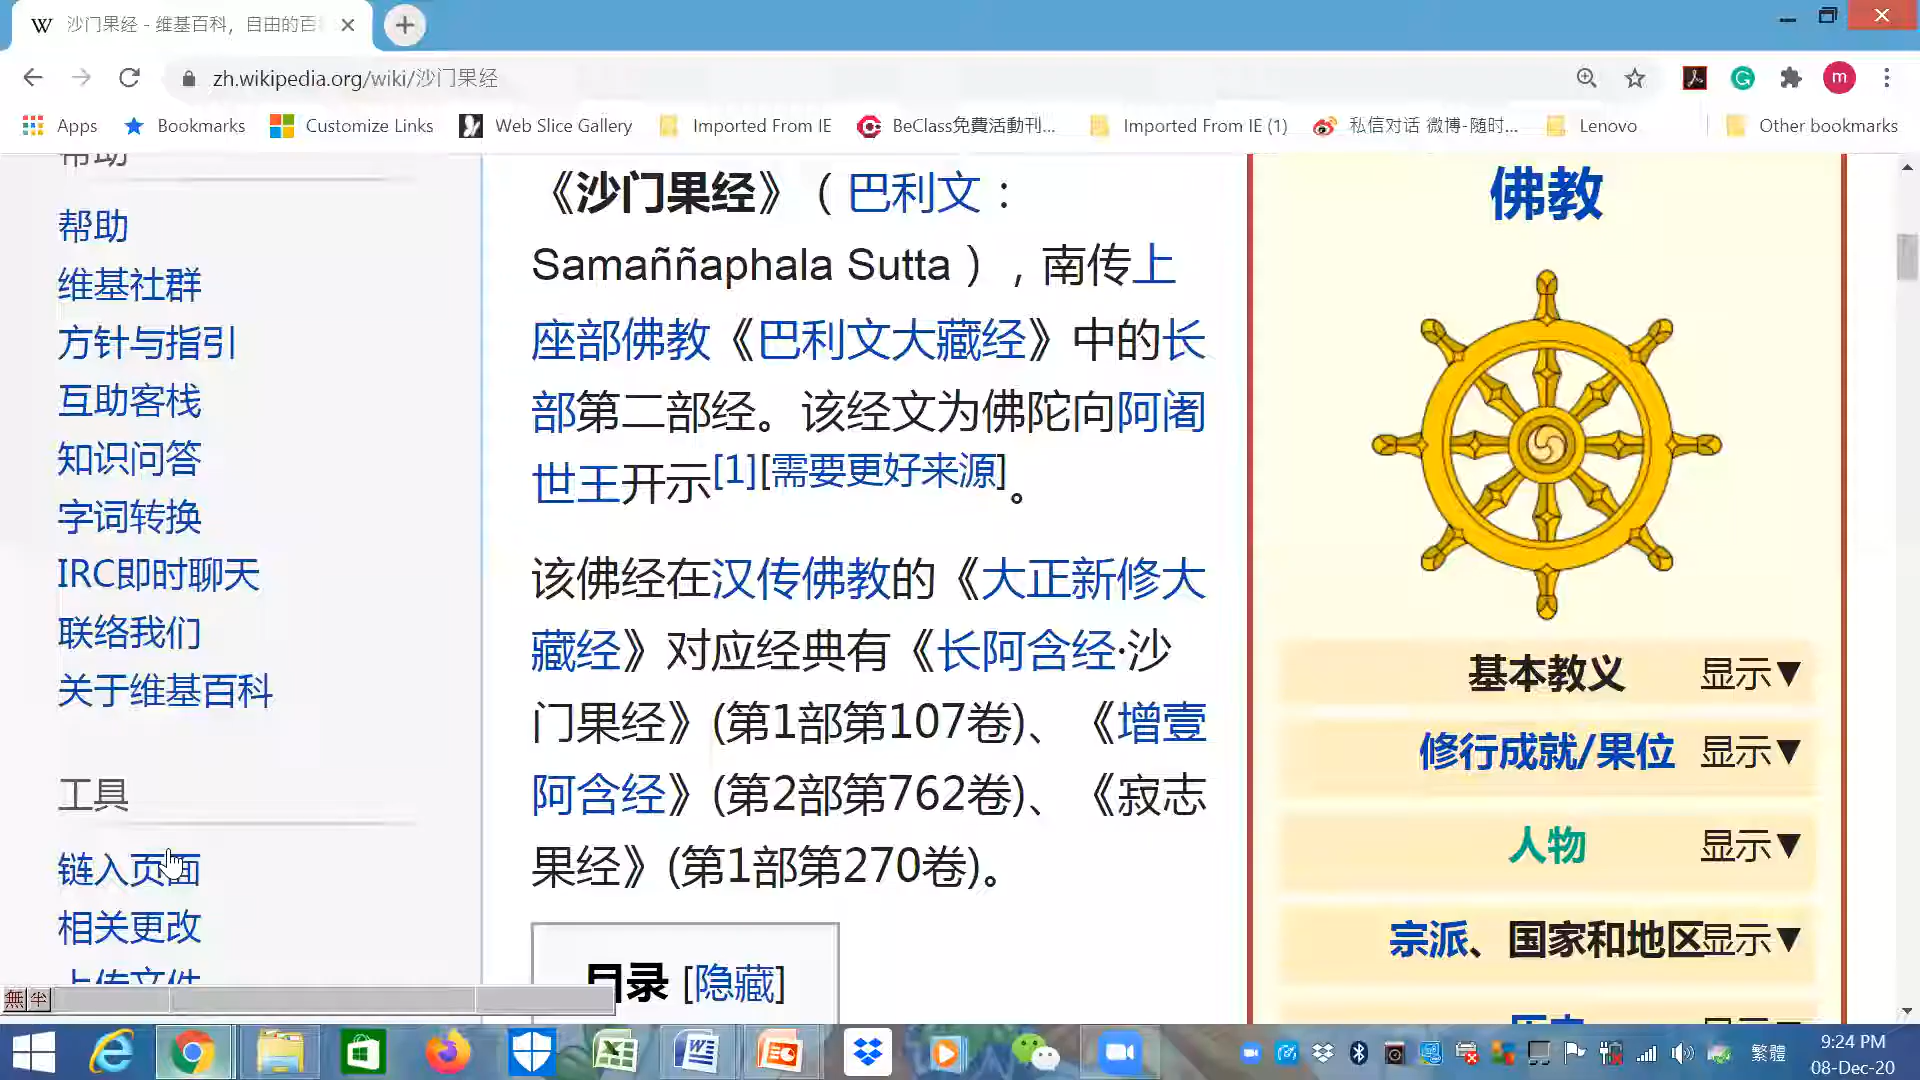 沙门果经 - 维基百科，自由的百
zh.wikipedia.org/wiki/沙门果经
m
Apps
Bookmarks
Customize Links
Web Slice Gallery
Imported From IE
BeClass免費活動刊...
Imported From IE (1)
私信对话 微博-随时...
Lenovo
Other bookmarks
帮助
帮助
维基社群
方针与指引
互助客栈
知识问答
字词转换
IRC即时聊天
联络我们
关于维基百科
工具
链入页面
相关更改
上传文件
《沙门果经》（巴利文：
Samaññaphala Sutta），南传上
座部佛教《巴利文大藏经》中的长
部第二部经。该经文为佛陀向阿阇
世王开示[1][需要更好来源]。
该佛经在汉传佛教的《大正新修大
藏经》对应经典有《长阿含经·沙
门果经》(第1部第107卷)、《增壹
阿含经》(第2部第762卷)、《寂志
果经》(第1部第270卷)。
目录 [隐藏]
佛教
基本教义 显示▼
修行成就/果位 显示▼
人物 显示▼
宗派、国家和地区 显示▼
历史 显示▼
無 半
繁體
9:24 PM
08-Dec-20